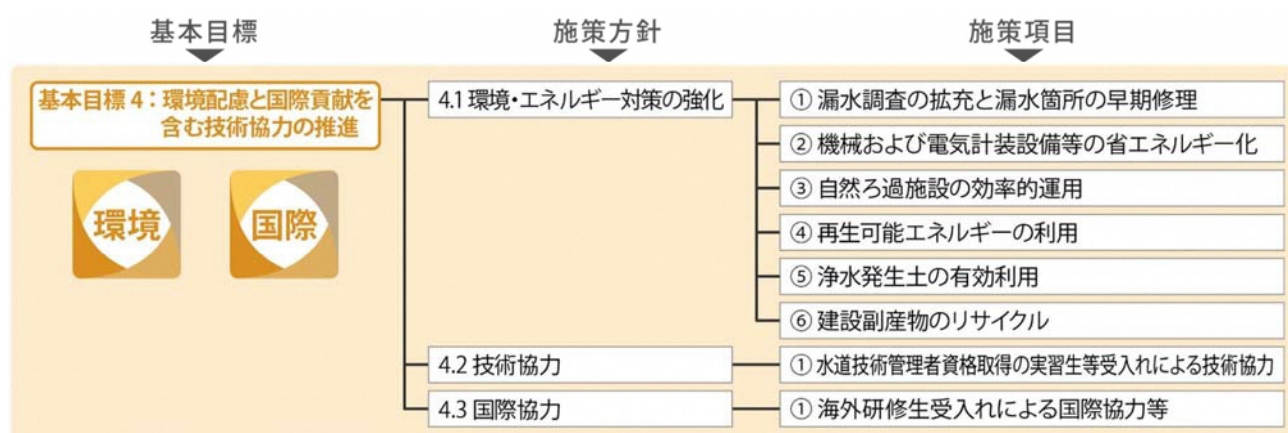 基本目標
施策方針
施策項目
基本目標 4：環境配慮と国際貢献を
含む技術協力の推進
環境
国際
4.1 環境・エネルギー対策の強化
① 漏水調査の拡充と漏水箇所の早期修理
② 機械および電気計装設備等の省エネルギー化
③ 自然ろ過施設の効率的運用
④ 再生可能エネルギーの利用
⑤ 浄水発生土の有効利用
⑥ 建設副産物のリサイクル
4.2 技術協力
① 水道技術管理者資格取得の実習生等受入れによる技術協力
4.3 国際協力
① 海外研修生受入れによる国際協力等